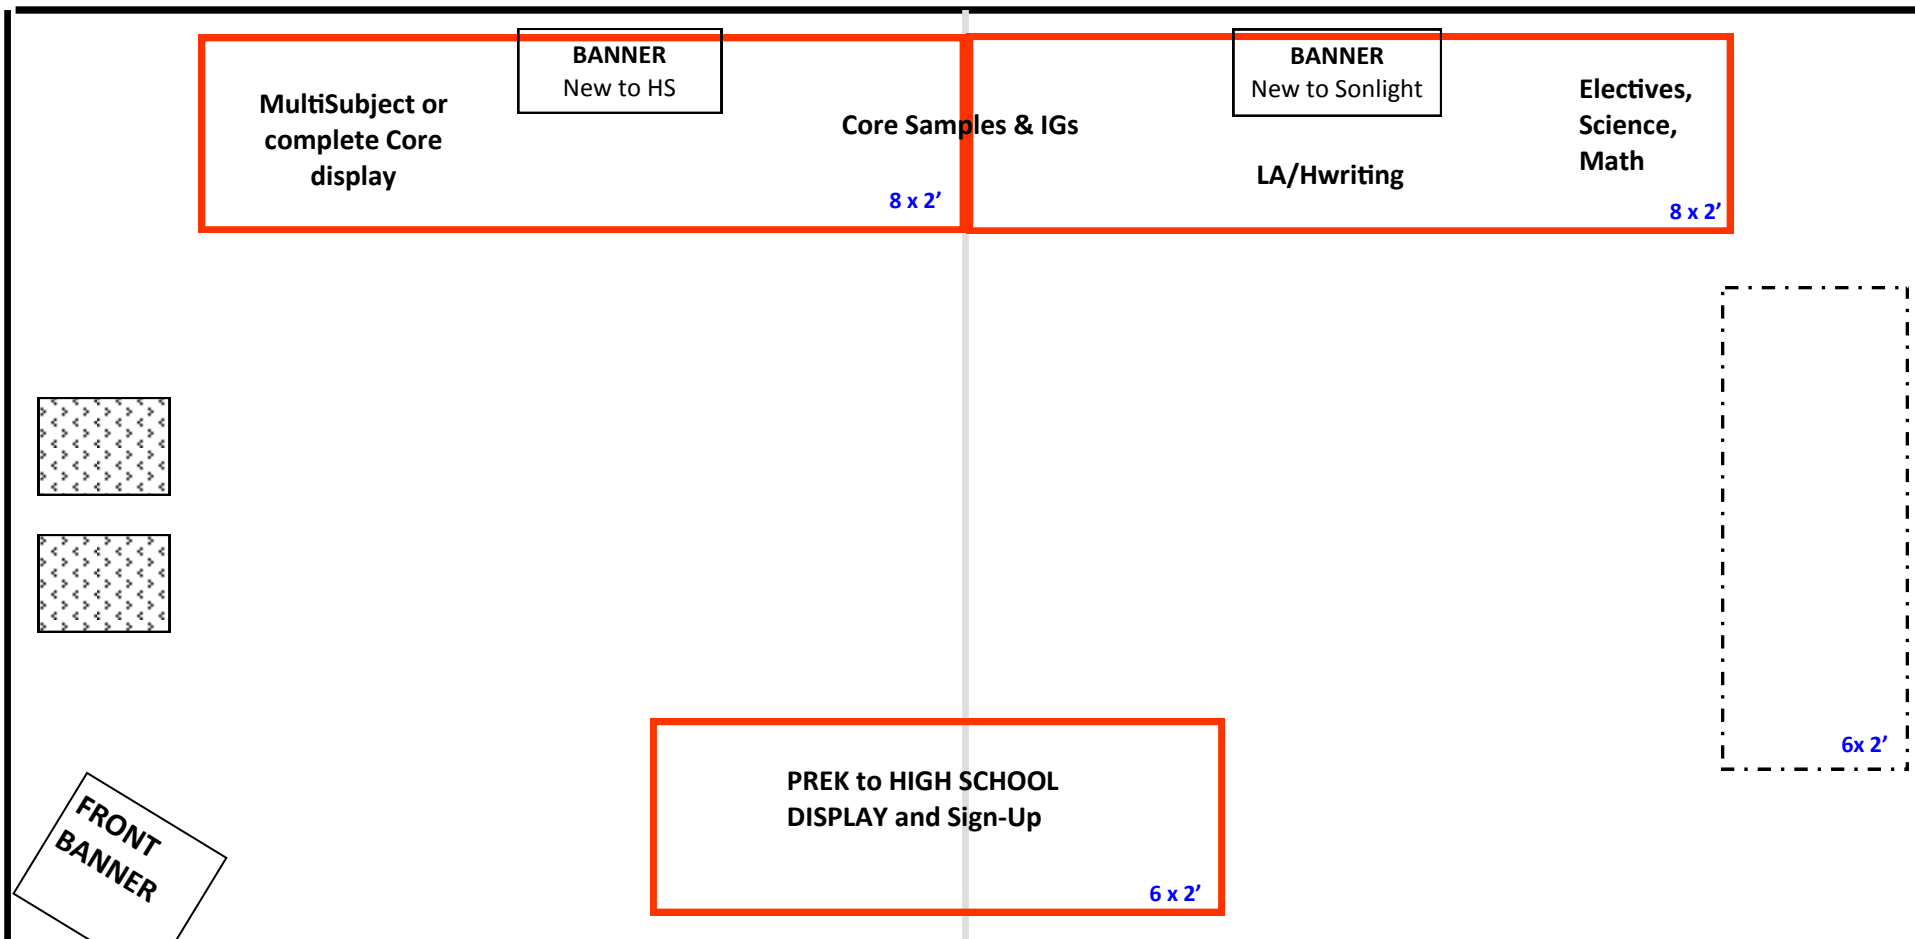 BANNER
New to HS
MultiSubject or
complete Core
display
Core Samples & IGs
8 x 2’
BANNER
New to Sonlight
LA/Hwriting
Electives,
Science,
Math
8 x 2’
6x 2’
PREK to HIGH SCHOOL
DISPLAY and Sign-Up
6 x 2’
FRONT
BANNER